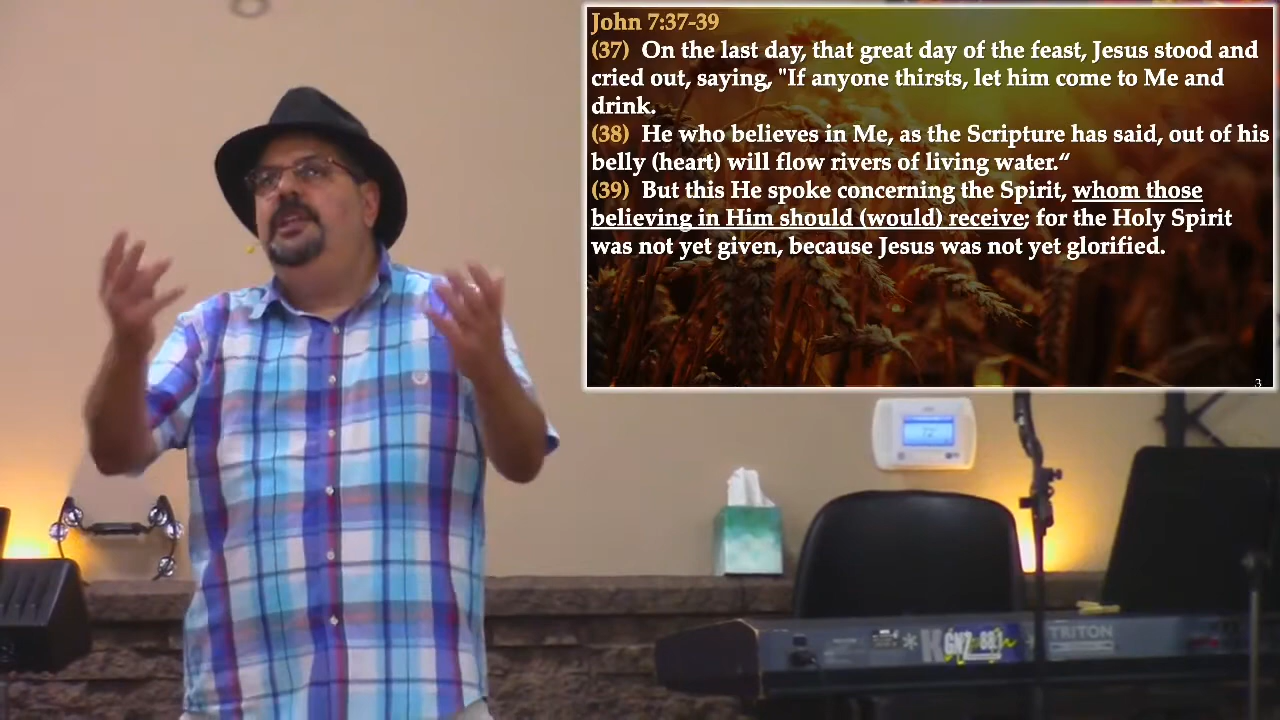 John 7:37-39
(37) On the last day, that great day of the feast, Jesus stood and
cried out, saying, "If anyone thirsts, let him come to Me and
drink.
(38) He who believes in Me, as the Scripture has said, out of his
belly (heart) will flow rivers of living water.“
(39) But this He spoke concerning the Spirit, whom those
believing in Him should (would) receive; for the Holy Spirit
was not yet given, because Jesus was not yet glorified.
3
TRITON